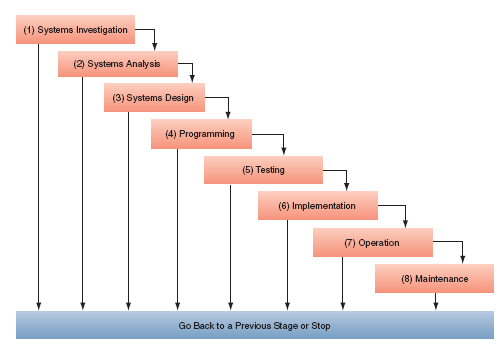 (1) Systems Investigation
(2) Systems Analysis
(3) Systems Design
(4) Programming
(5) Testing
(6) Implementation
(7) Operation
(8) Maintenance
Go Back to a Previous Stage or Stop